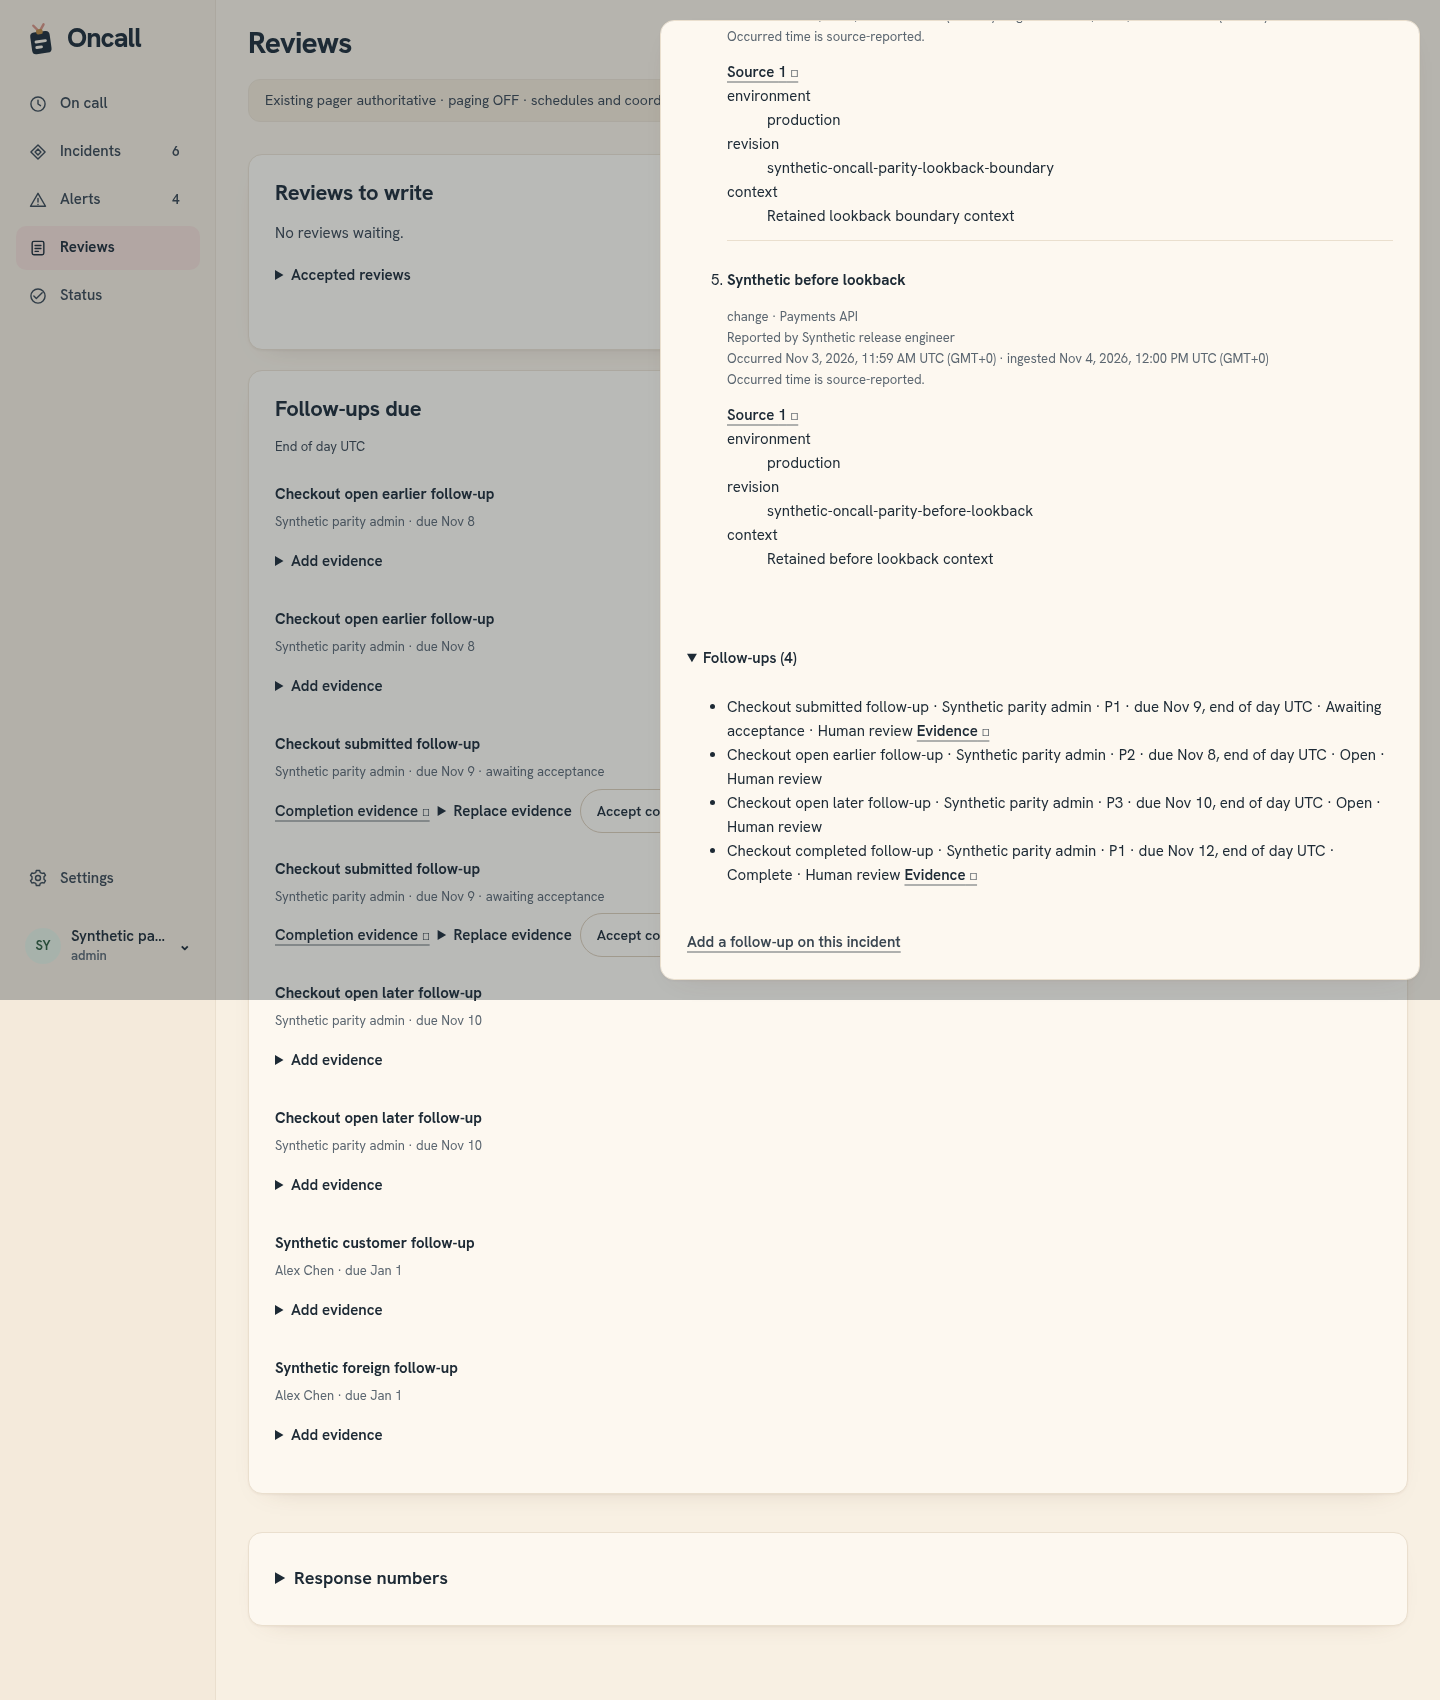 Oncall
On call
Incidents 6
Alerts 4
Reviews
Status
Settings
SY
Synthetic pa...
admin
Reviews
Existing pager authoritative · paging OFF · schedules and coord
Reviews to write
No reviews waiting.
Accepted reviews
Follow-ups due
End of day UTC
Checkout open earlier follow-up
Synthetic parity admin · due Nov 8
Add evidence
Checkout open earlier follow-up
Synthetic parity admin · due Nov 8
Add evidence
Checkout submitted follow-up
Synthetic parity admin · due Nov 9 · awaiting acceptance
Completion evidence Replace evidence Accept co
Checkout submitted follow-up
Synthetic parity admin · due Nov 9 · awaiting acceptance
Completion evidence Replace evidence Accept co
Checkout open later follow-up
Synthetic parity admin · due Nov 10
Add evidence
Checkout open later follow-up
Synthetic parity admin · due Nov 10
Add evidence
Synthetic customer follow-up
Alex Chen · due Jan 1
Add evidence
Synthetic foreign follow-up
Alex Chen · due Jan 1
Add evidence
Response numbers
Occurred time is source-reported.
Source 1
environment
production
revision
synthetic-oncall-parity-lookback-boundary
context
Retained lookback boundary context
5. Synthetic before lookback
change · Payments API
Reported by Synthetic release engineer
Occurred Nov 3, 2026, 11:59 AM UTC (GMT+0) · ingested Nov 4, 2026, 12:00 PM UTC (GMT+0)
Occurred time is source-reported.
Source 1
environment
production
revision
synthetic-oncall-parity-before-lookback
context
Retained before lookback context
Follow-ups (4)
• Checkout submitted follow-up · Synthetic parity admin · P1 · due Nov 9, end of day UTC · Awaiting
acceptance · Human review Evidence
• Checkout open earlier follow-up · Synthetic parity admin · P2 · due Nov 8, end of day UTC · Open ·
Human review
• Checkout open later follow-up · Synthetic parity admin · P3 · due Nov 10, end of day UTC · Open ·
Human review
• Checkout completed follow-up · Synthetic parity admin · P1 · due Nov 12, end of day UTC ·
Complete · Human review Evidence
Add a follow-up on this incident